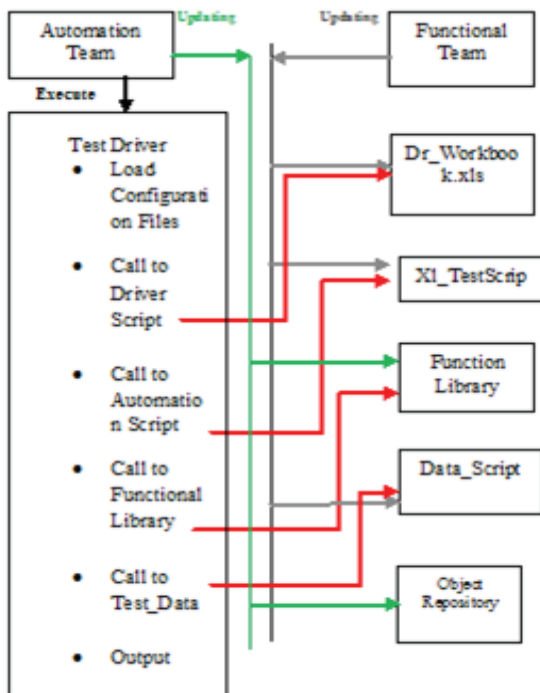 Updating
Updating
Automation
Team
Functional
Team
Execute
Test Driver
• Load
Configurati
on Files
• Call to
Driver
Script
• Call to
Automatio
n Script
• Call to
Functional
Library
• Call to
Test_Data
• Output
Dr_Workboo
k.xls
Xl_TestScrip
Function
Library
Data_Script
Object
Repository